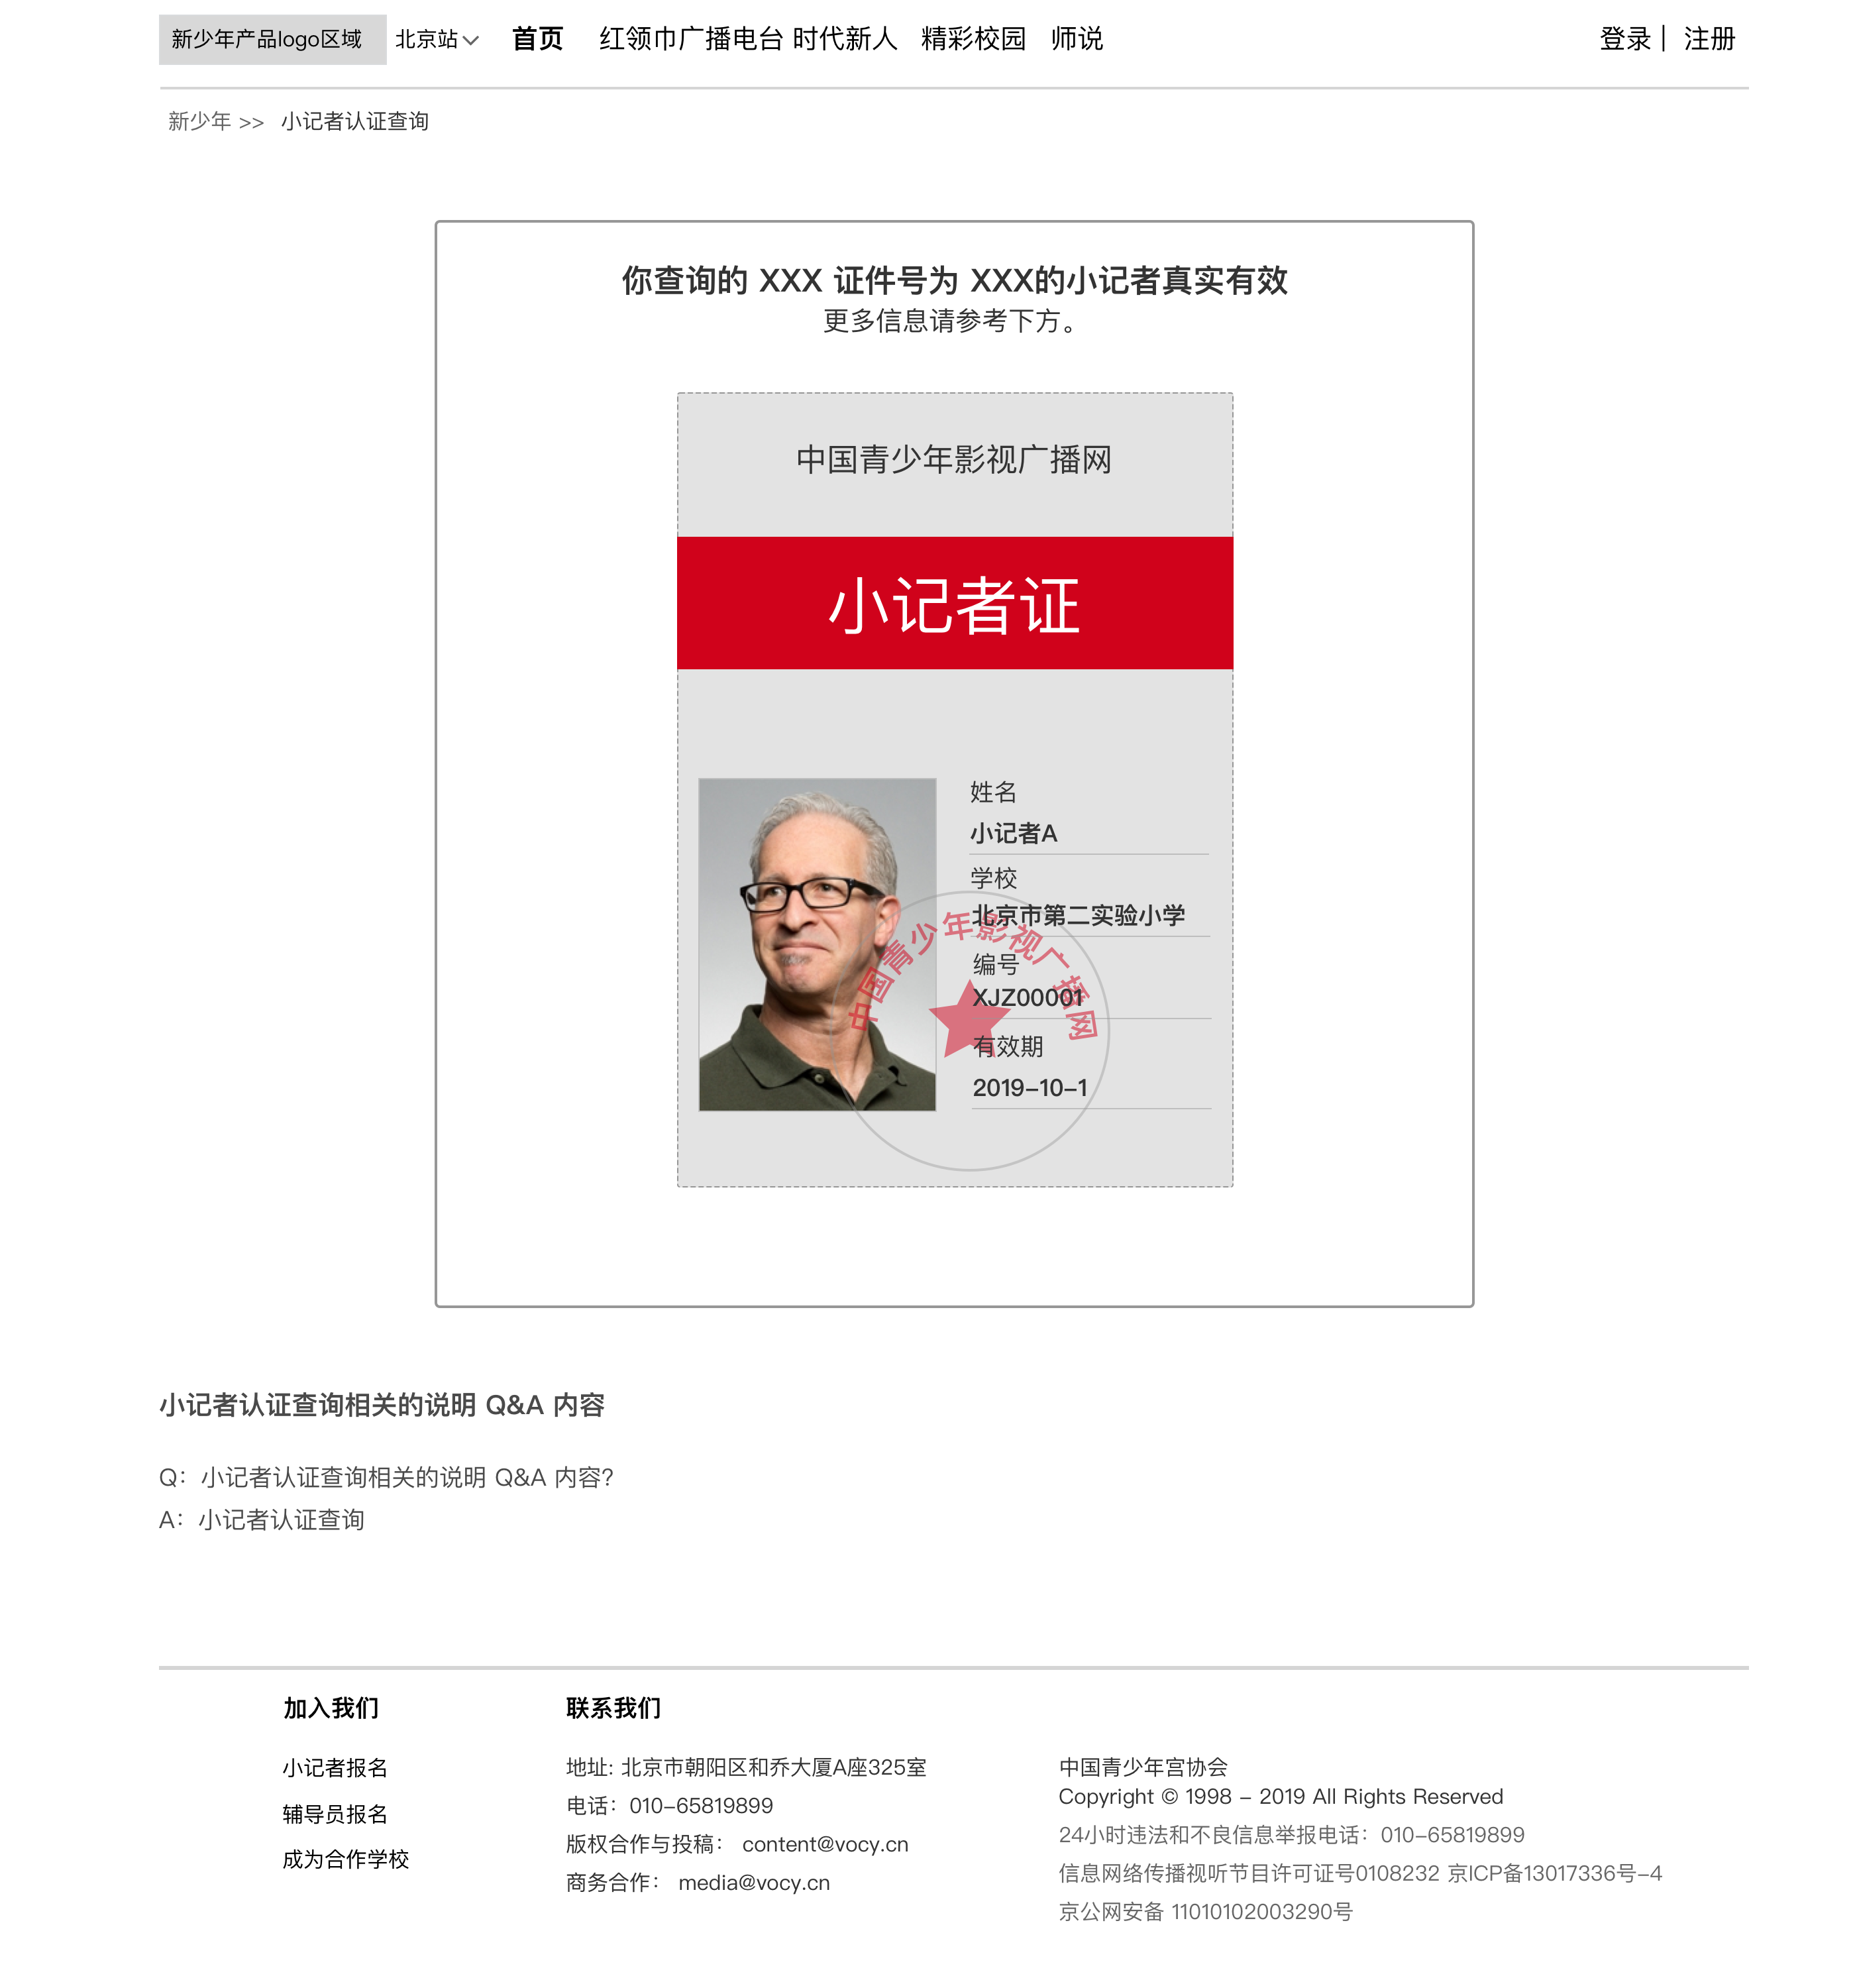 新少年产品logo区域 北京站 首页 红领巾广播电台 时代新人 精彩校园 师说 登录 | 注册
新少年 >> 小记者认证查询
你查询的 XXX 证件号为 XXX的小记者真实有效
更多信息请参考下方。
中国青少年影视广播网
小记者证
姓名
小记者A
学校
北京市第二实验小学
中国青少年影视广播网
编号
XJZ00001
有效期
2019-10-1
小记者认证查询相关的说明 Q&A 内容
Q：小记者认证查询相关的说明 Q&A 内容?
A：小记者认证查询
加入我们
小记者报名
辅导员报名
成为合作学校
联系我们
地址: 北京市朝阳区和乔大厦A座325室
电话：010-65819899
版权合作与投稿： content@vocy.cn
商务合作： media@vocy.cn
中国青少年宫协会
Copyright © 1998 - 2019 All Rights Reserved
24小时违法和不良信息举报电话：010-65819899
信息网络传播视听节目许可证号0108232 京ICP备13017336号-4
京公网安备 11010102003290号